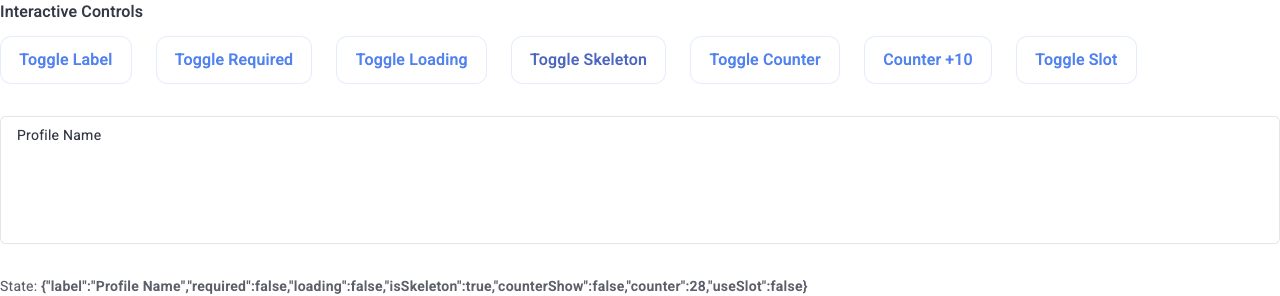 Interactive Controls
Toggle Label Toggle Required Toggle Loading Toggle Skeleton Toggle Counter Counter +10 Toggle Slot
Profile Name
State: {"label":"Profile Name","required":false,"loading":false,"isSkeleton":true,"counterShow":false,"counter":28,"useSlot":false}